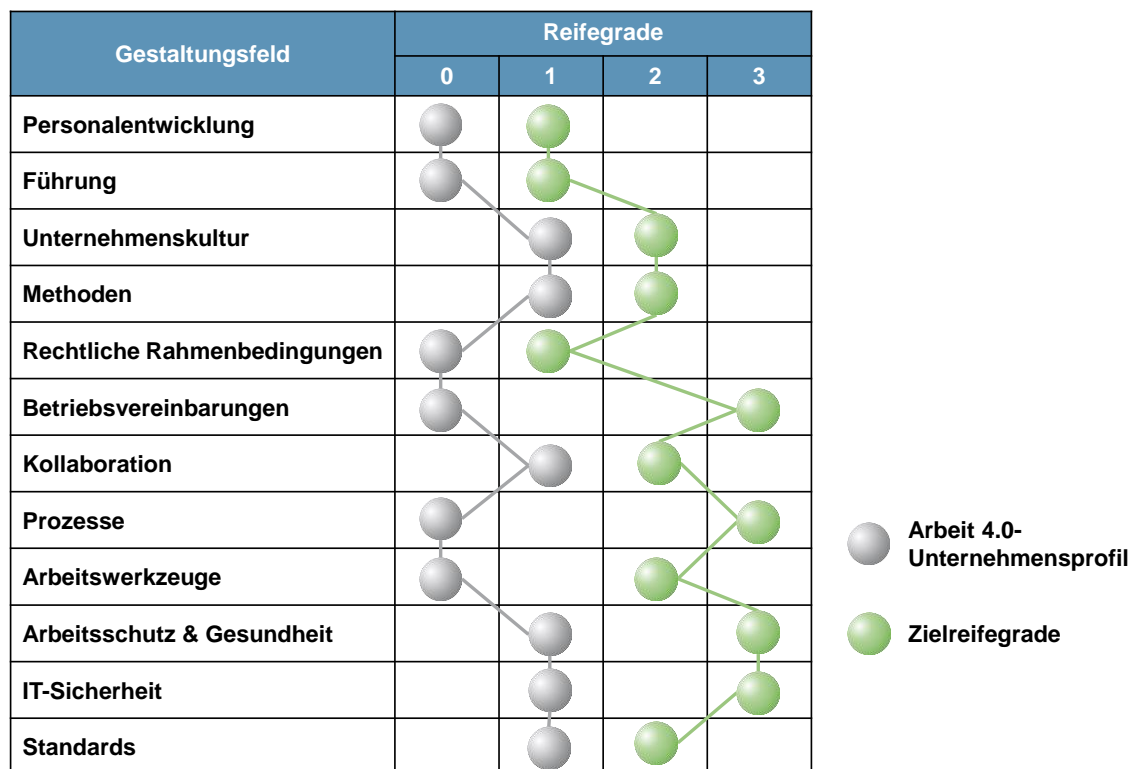 Gestaltungsfeld
Reifegrade
0 1 2 3
Personalentwicklung
Führung
Unternehmenskultur
Methoden
Rechtliche Rahmenbedingungen
Betriebsvereinbarungen
Kollaboration
Prozesse
Arbeitswerkzeuge
Arbeitsschutz & Gesundheit
IT-Sicherheit
Standards
Arbeit 4.0-
Unternehmensprofil
Zielreifegrade